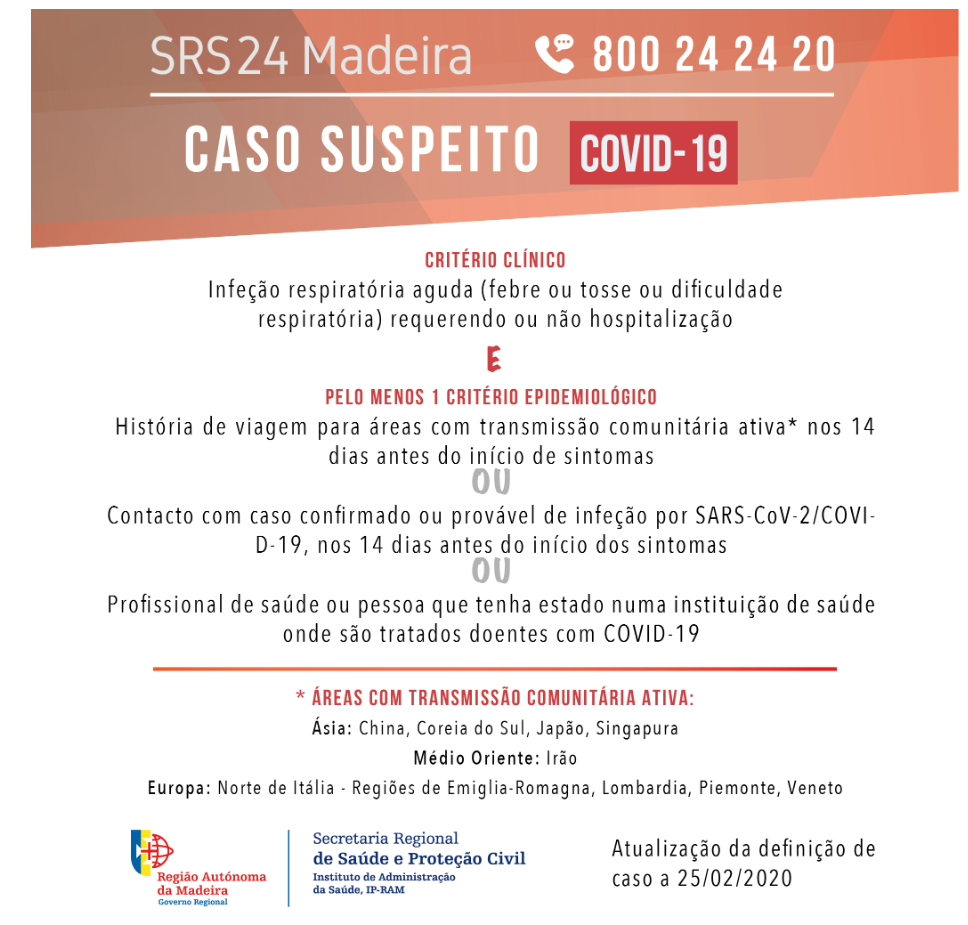 SRS24 Madeira 800 24 24 20
CASO SUSPEITO COVID-19
CRITÉRIO CLÍNICO
Infeção respiratória aguda (febre ou tosse ou dificuldade
respiratória) requerendo ou não hospitalização
E
PELO MENOS 1 CRITÉRIO EPIDEMIOLÓGICO
História de viagem para áreas com transmissão comunitária ativa* nos 14
dias antes do início de sintomas
OU
Contacto com caso confirmado ou provável de infeção por SARS-CoV-2/COVI-
D-19, nos 14 dias antes do início dos sintomas
OU
Profissional de saúde ou pessoa que tenha estado numa instituição de saúde
onde são tratados doentes com COVID-19
* ÁREAS COM TRANSMISSÃO COMUNITÁRIA ATIVA:
Ásia: China, Coreia do Sul, Japão, Singapura
Médio Oriente: Irão
Europa: Norte de Itália - Regiões de Emiglia-Romagna, Lombardia, Piemonte, Veneto
Região Autónoma
da Madeira
Governo Regional
Secretaria Regional
de Saúde e Proteção Civil
Instituto de Administração
da Saúde, IP-RAM
Atualização da definição de
caso a 25/02/2020